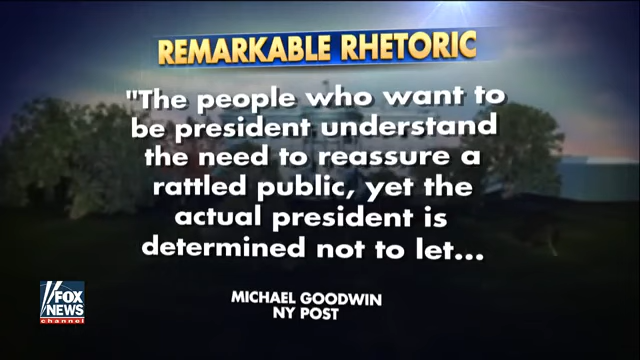 REMARKABLE RHETORIC
"The people who want to
be president understand
the need to reassure a
rattled public, yet the
actual president is
determined not to let...
MICHAEL GOODWIN
NY POST
FOX
NEWS
channel